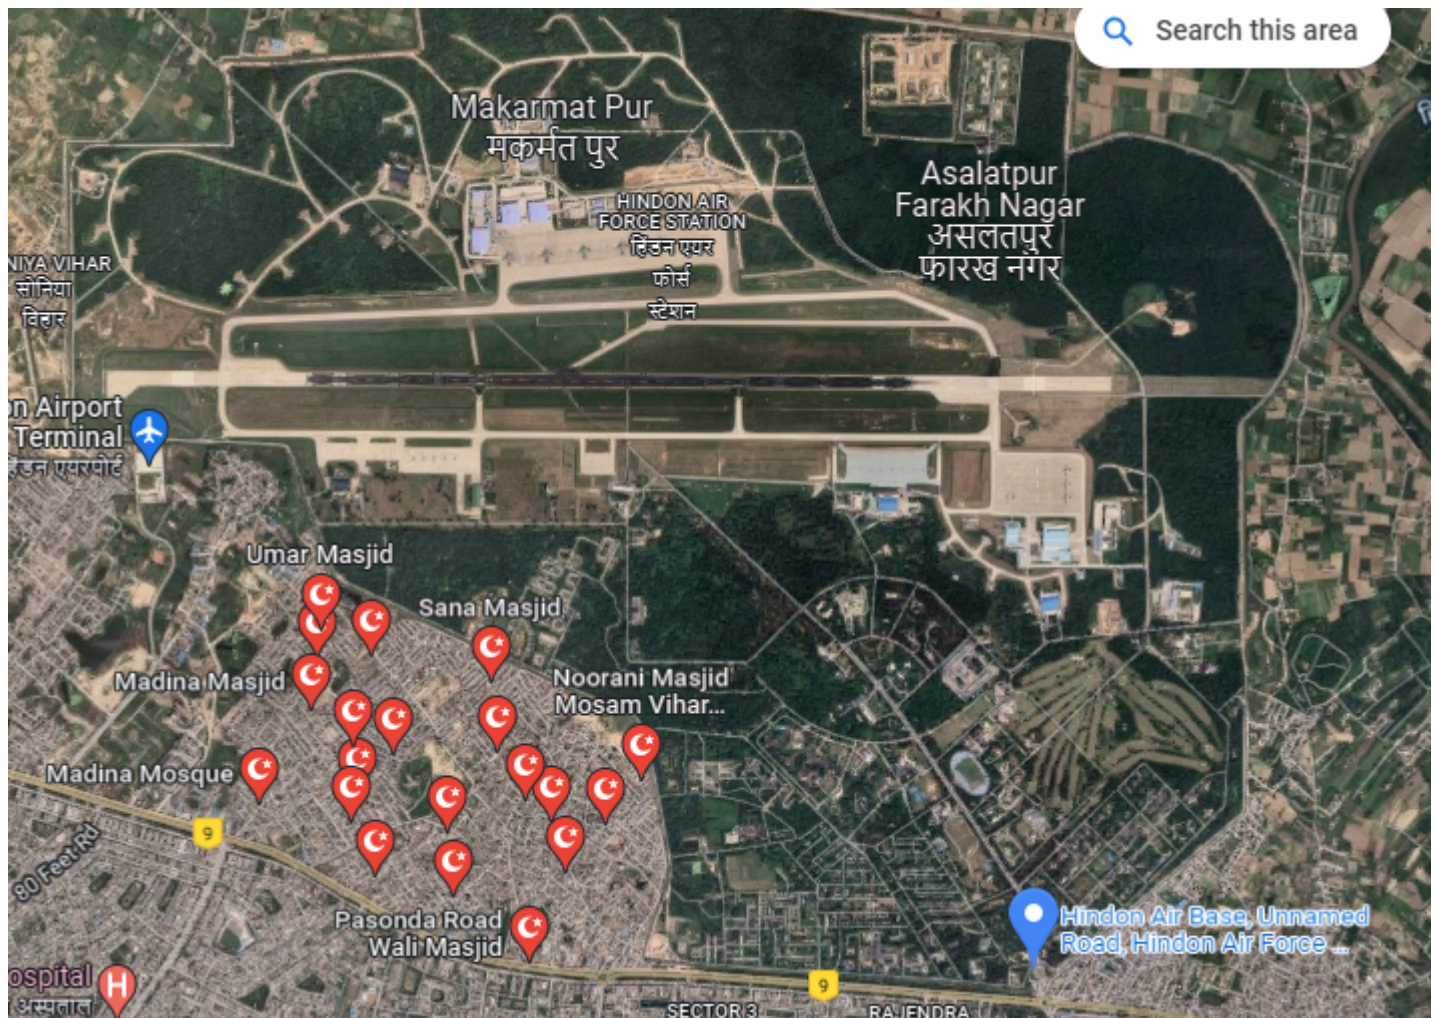 Search this area
Makarmat Pur
मकर्मत पुर
Asalatpur
Farakh Nagar
असलतपुर
फारख नगर
HINDON AIR
FORCE STATION
हिंडन एयर
फोर्स
स्टेशन
NIYA VIHAR
सोनिया
विहार
on Airport
Terminal
हिंडन एयरपोर्ट
Umar Masjid
Sana Masjid
Madina Masjid
Noorani Masjid
Mosam Vihar...
Madina Mosque
9
80 Feet Rd
Pasonda Road
Wali Masjid
Hindon Air Base, Unnamed
Road, Hindon Air Force ...
ospital
अस्पताल
H
9
SECTOR 3
RAJENDRA